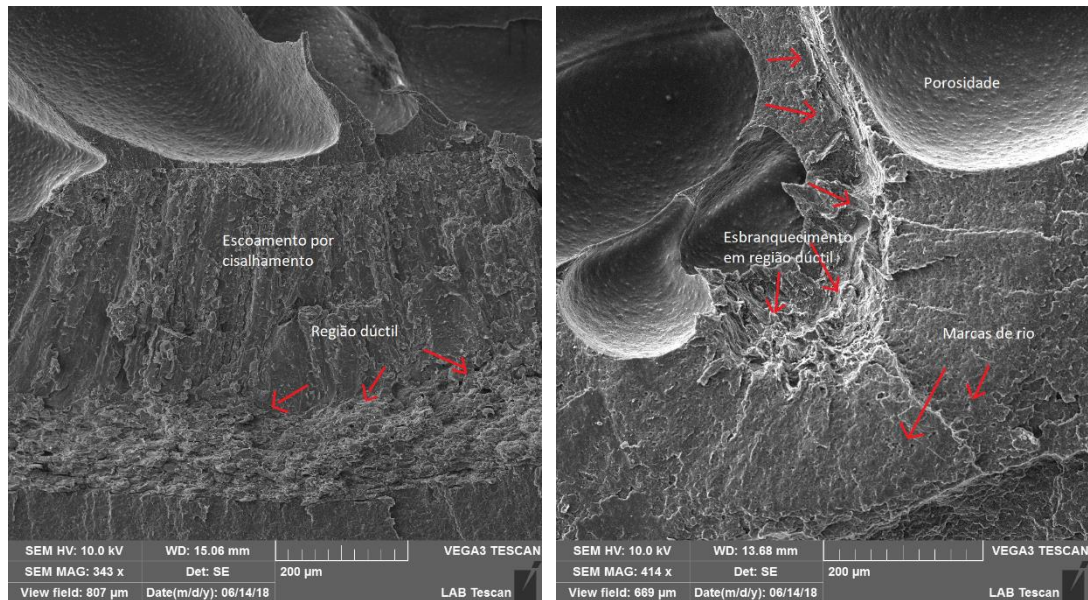 Escoamento por
cisalhamento
Região dúctil
SEM HV: 10.0 kV
WD: 15.06 mm
VEGA3 TESCAN
SEM MAG: 343 x
Det: SE
200 µm
View field: 807 µm
Date(m/d/y): 06/14/18
LAB Tescan
Porosidade
Esbranquecimento
em região dúctil
Marcas de rio
SEM HV: 10.0 kV
WD: 13.68 mm
VEGA3 TESCAN
SEM MAG: 414 x
Det: SE
200 µm
View field: 669 µm
Date(m/d/y): 06/14/18
LAB Tescan